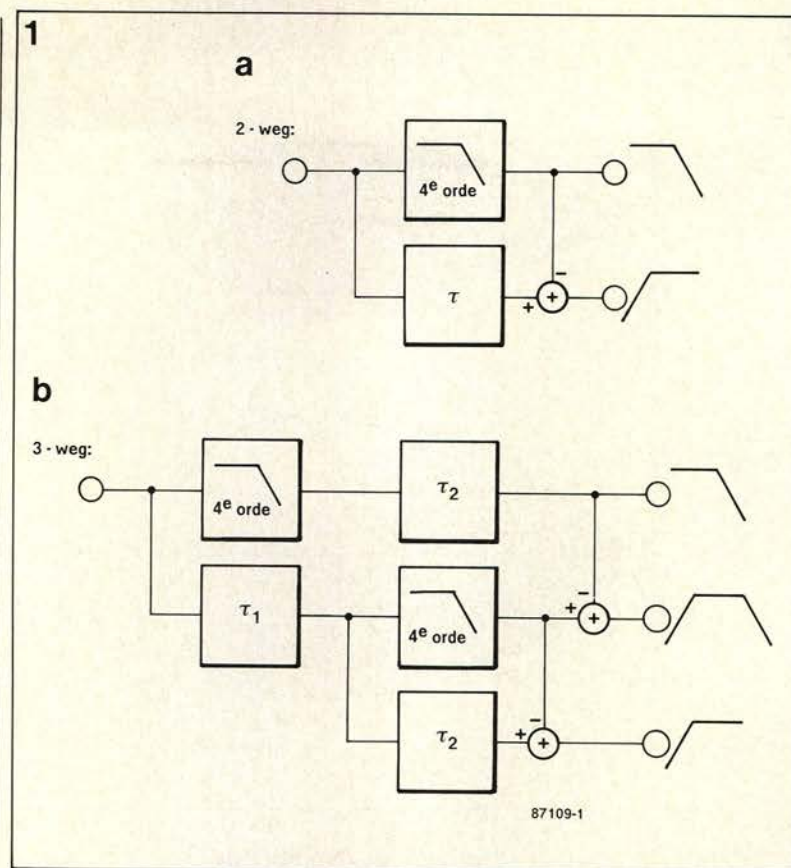 1
a
2 - weg:
4e orde
τ
+
-
+
b
3 - weg:
4e orde
τ2
τ1
4e orde
τ2
+
-
+
+
-
+
87109-1